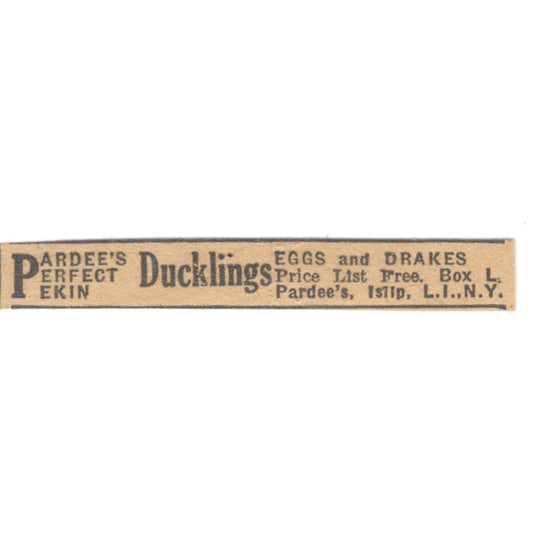 PARDEE'S
PERFECT
PEKIN
Ducklings
EGGS and DRAKES
Price List Free. Box L.
Pardee's, Islip, L.I., N.Y.